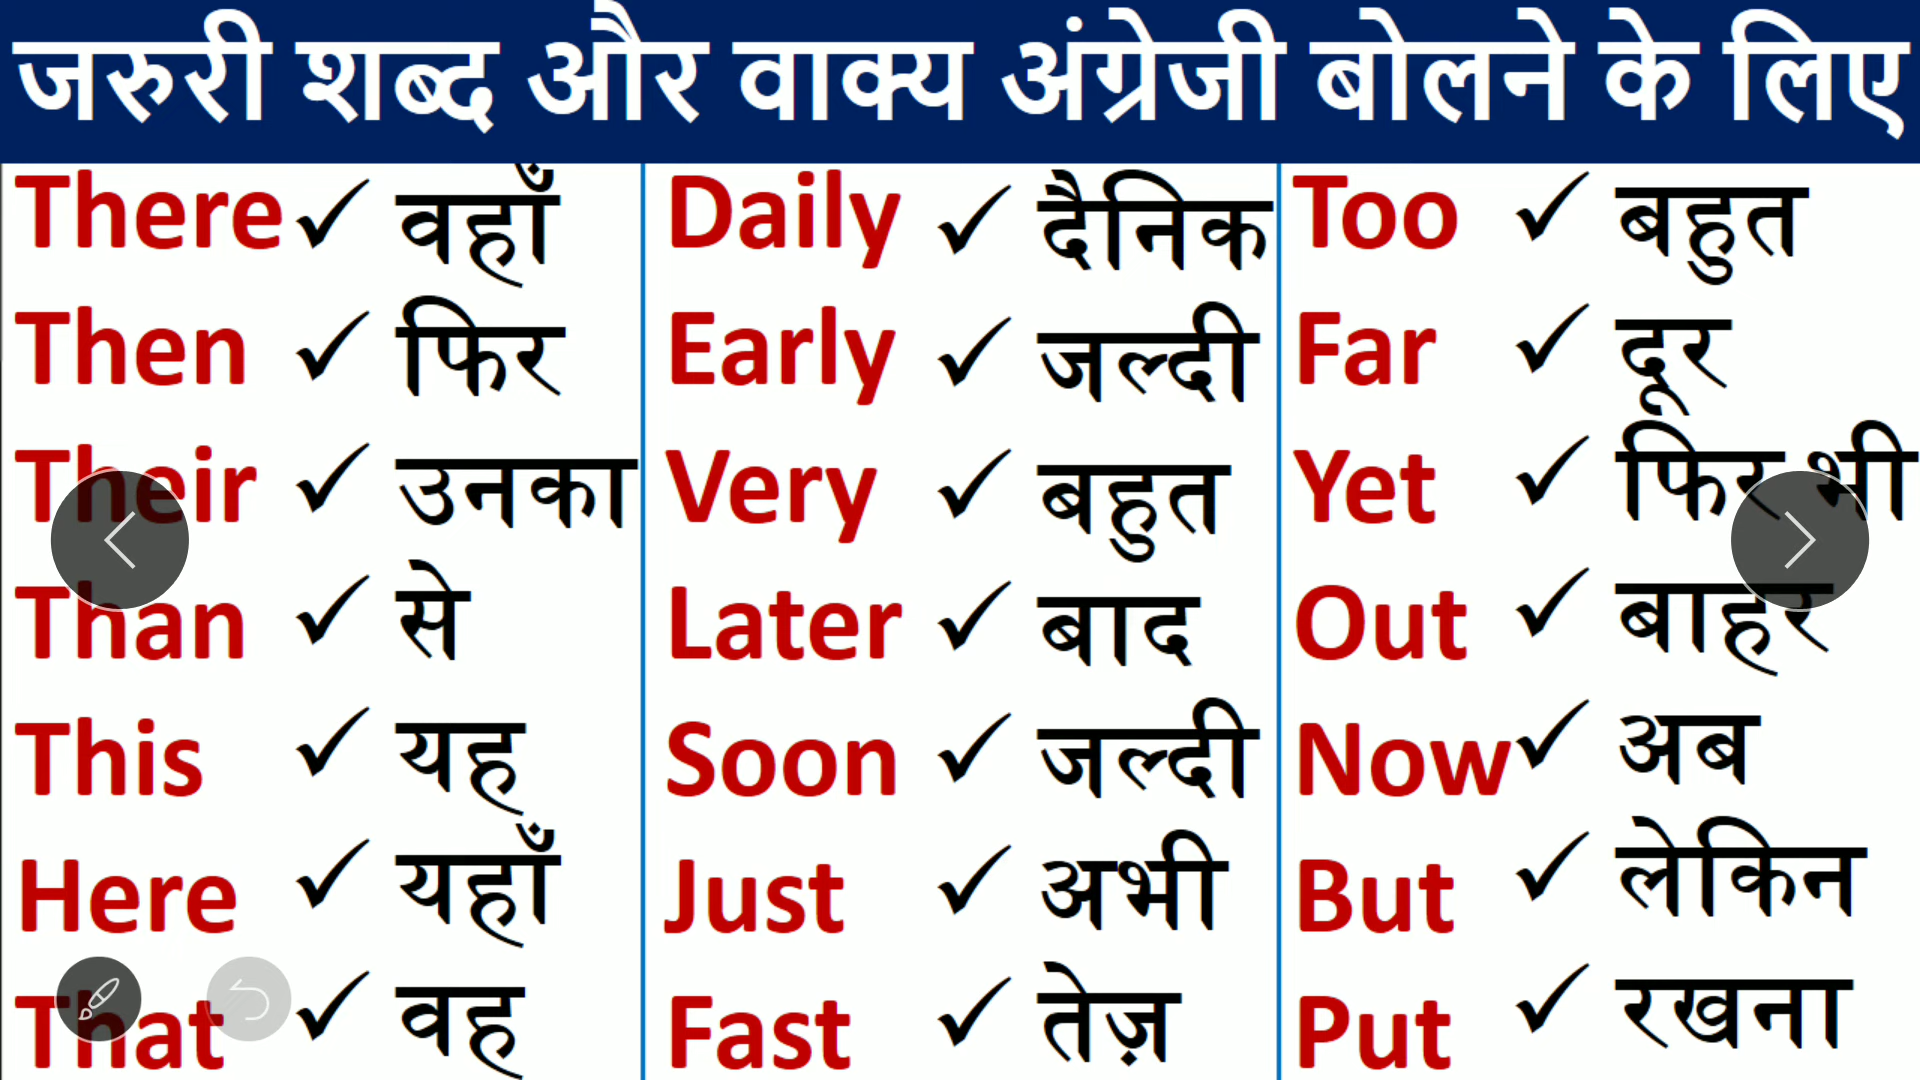 जरुरी शब्द और वाक्य अंग्रेजी बोलने के लिए
There ✓ वहाँ
Then ✓ फिर
Their ✓ उनका
Than ✓ से
This ✓ यह
Here ✓ यहाँ
That ✓ वह
Daily ✓ दैनिक
Early ✓ जल्दी
Very ✓ बहुत
Later ✓ बाद
Soon ✓ जल्दी
Just ✓ अभी
Fast ✓ तेज़
Too ✓ बहुत
Far ✓ दूर
Yet ✓ फिर भी
Out ✓ बाहर
Now ✓ अब
But ✓ लेकिन
Put ✓ रखना